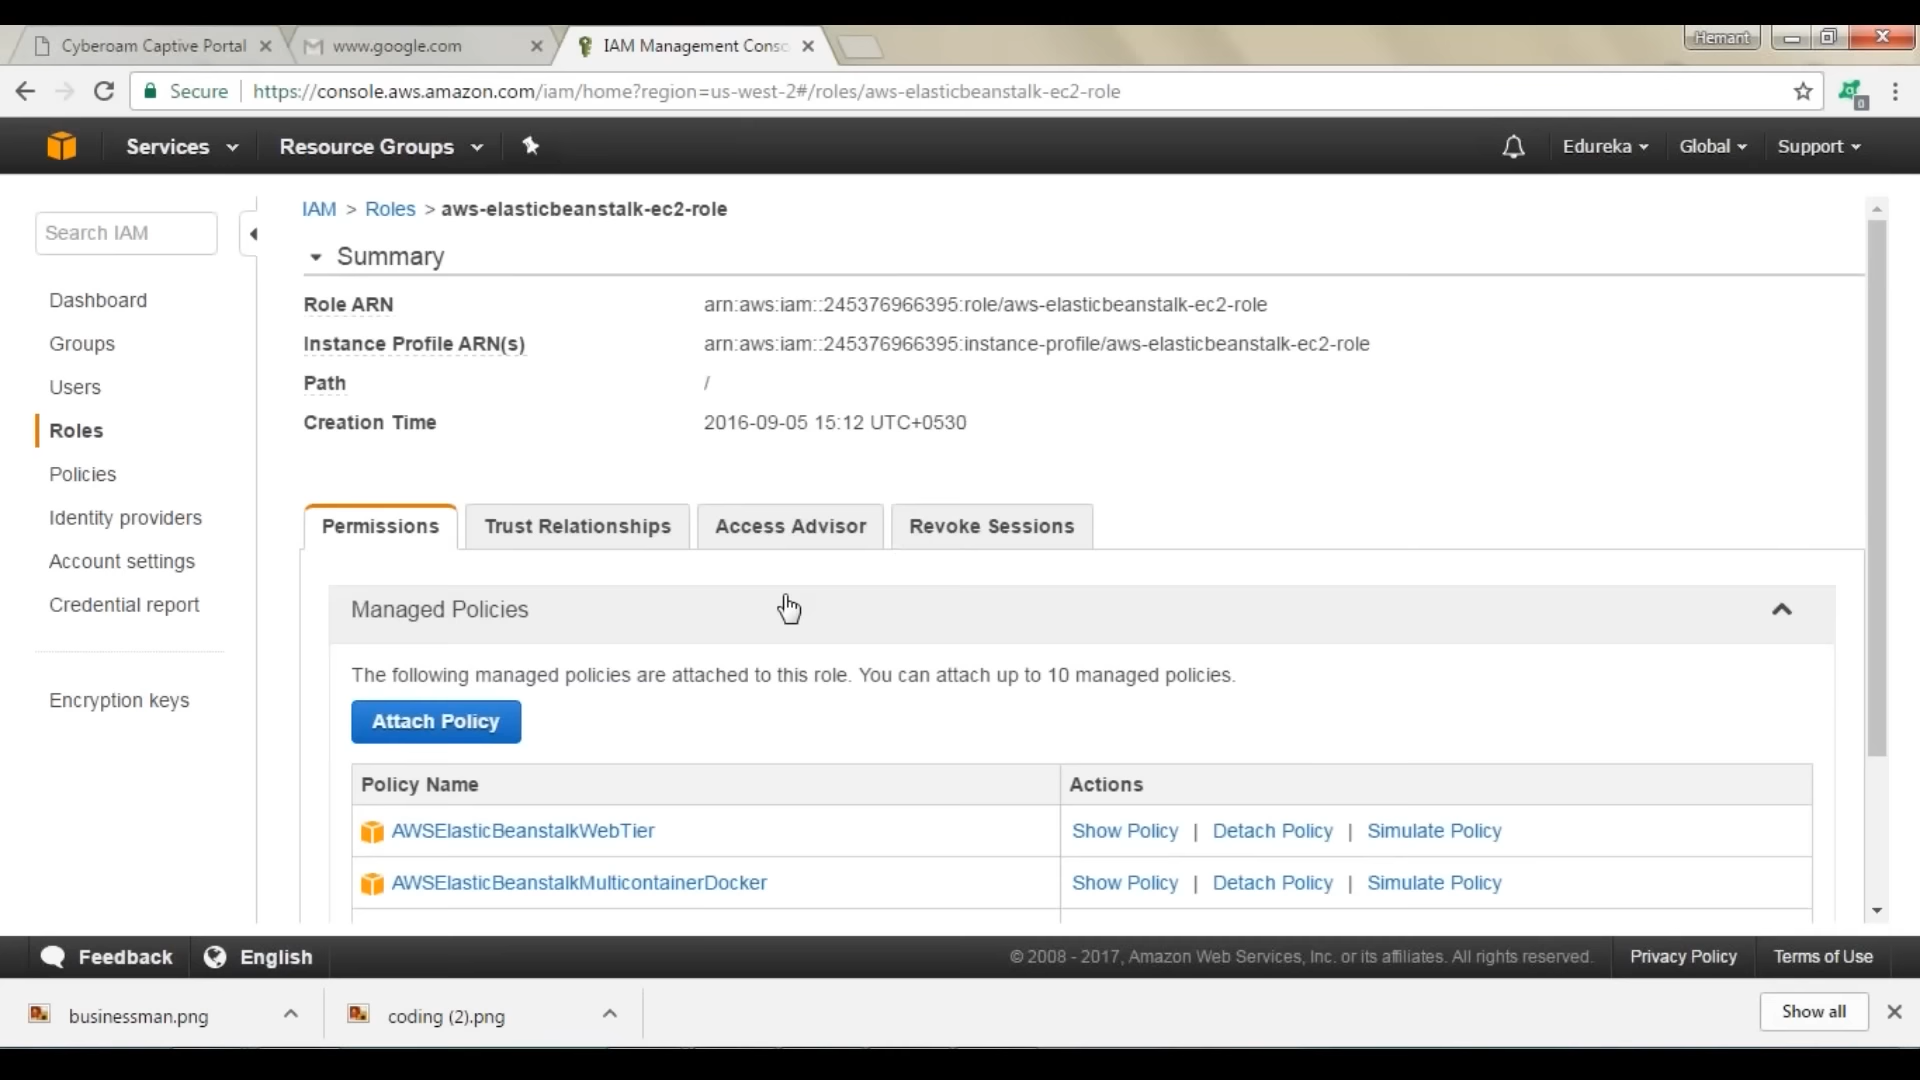 Cyberoam Captive Portal
www.google.com
IAM Management Conso
Hemant
Secure
https://console.aws.amazon.com/iam/home?region=us-west-2#/roles/aws-elasticbeanstalk-ec2-role
0
Services
Resource Groups
Edureka
Global
Support
Search IAM
Dashboard
Groups
Users
Roles
Policies
Identity providers
Account settings
Credential report
Encryption keys
IAM > Roles > aws-elasticbeanstalk-ec2-role
Summary
Role ARN arn:aws:iam::245376966395:role/aws-elasticbeanstalk-ec2-role
Instance Profile ARN(s) arn:aws:iam::245376966395:instance-profile/aws-elasticbeanstalk-ec2-role
Path /
Creation Time 2016-09-05 15:12 UTC+0530
Permissions Trust Relationships Access Advisor Revoke Sessions
Managed Policies
The following managed policies are attached to this role. You can attach up to 10 managed policies.
Attach Policy
Policy Name Actions
AWSElasticBeanstalkWebTier Show Policy | Detach Policy | Simulate Policy
AWSElasticBeanstalkMulticontainerDocker Show Policy | Detach Policy | Simulate Policy
Feedback English © 2008 - 2017, Amazon Web Services, Inc. or its affiliates. All rights reserved. Privacy Policy Terms of Use
businessman.png coding (2).png Show all